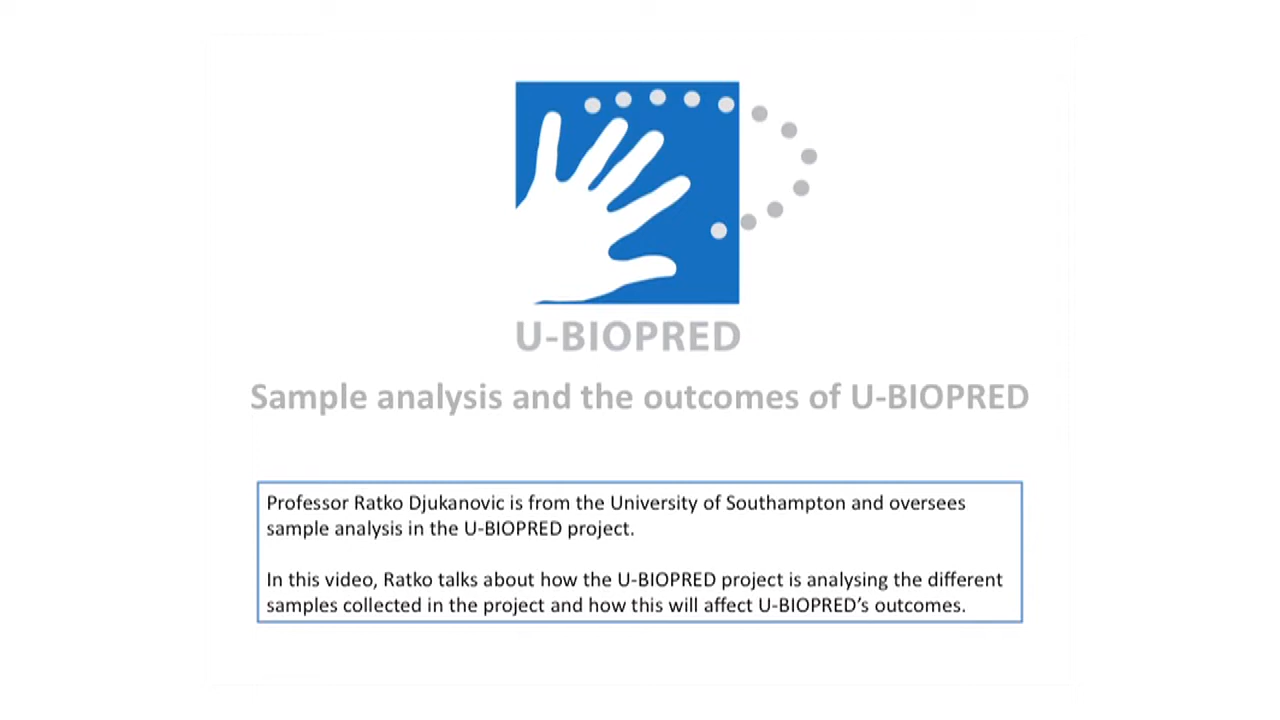 U-BIOPRED
Sample analysis and the outcomes of U-BIOPRED
Professor Ratko Djukanovic is from the University of Southampton and oversees
sample analysis in the U-BIOPRED project.
In this video, Ratko talks about how the U-BIOPRED project is analysing the different
samples collected in the project and how this will affect U-BIOPRED’s outcomes.